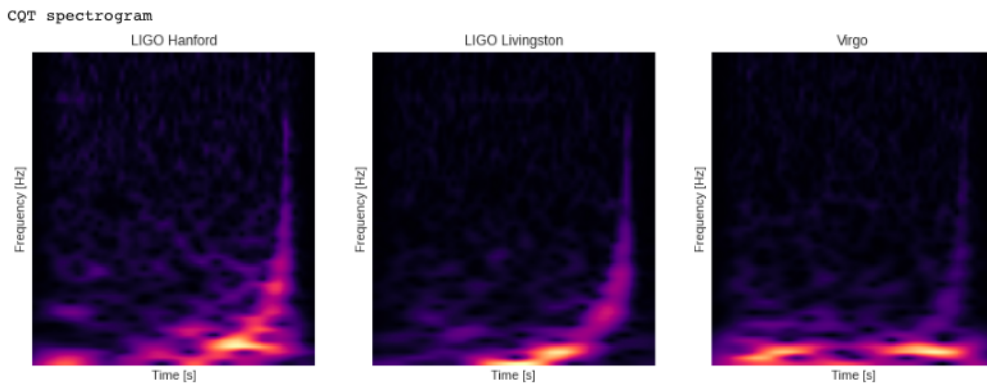 CQT spectrogram
LIGO Hanford
LIGO Livingston
Virgo
Frequency [Hz]
Frequency [Hz]
Frequency [Hz]
Time [s]
Time [s]
Time [s]